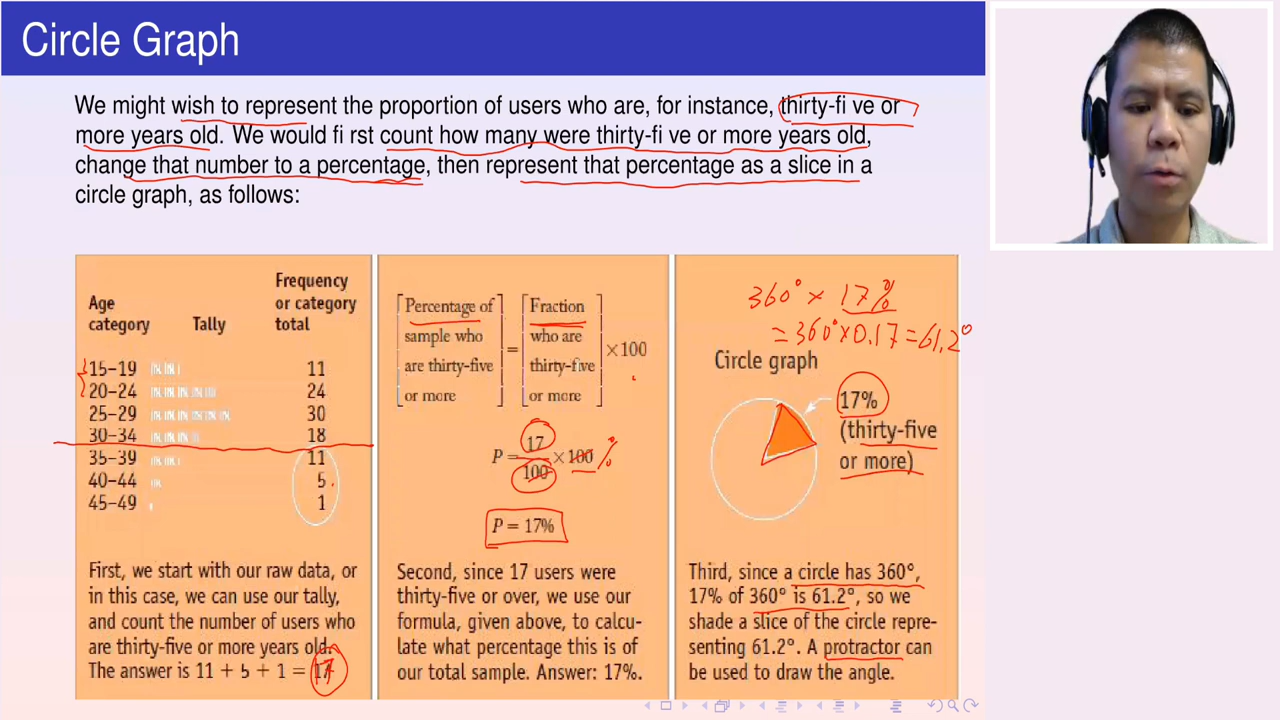 Circle Graph
We might wish to represent the proportion of users who are, for instance, thirty-fi ve or
more years old. We would fi rst count how many were thirty-fi ve or more years old,
change that number to a percentage, then represent that percentage as a slice in a
circle graph, as follows:
Age category Tally Frequency or category total
15–19 11
20–24 24
25–29 30
30–34 18
35–39 11
40–44 5
45–49 1
First, we start with our raw data, or
in this case, we can use our tally,
and count the number of users who
are thirty-five or more years old.
The answer is 11 + 5 + 1 = 17
Percentage of
sample who
are thirty-five
or more
=
Fraction
who are
thirty-five
or more
×100
P = 17/100 × 100 %
P = 17%
Second, since 17 users were
thirty-five or over, we use our
formula, given above, to calcu-
late what percentage this is of
our total sample. Answer: 17%.
360° × 17%
= 360° × 0.17 = 61.2°
Circle graph
17%
(thirty-five
or more)
Third, since a circle has 360°,
17% of 360° is 61.2°, so we
shade a slice of the circle repre-
senting 61.2°. A protractor can
be used to draw the angle.